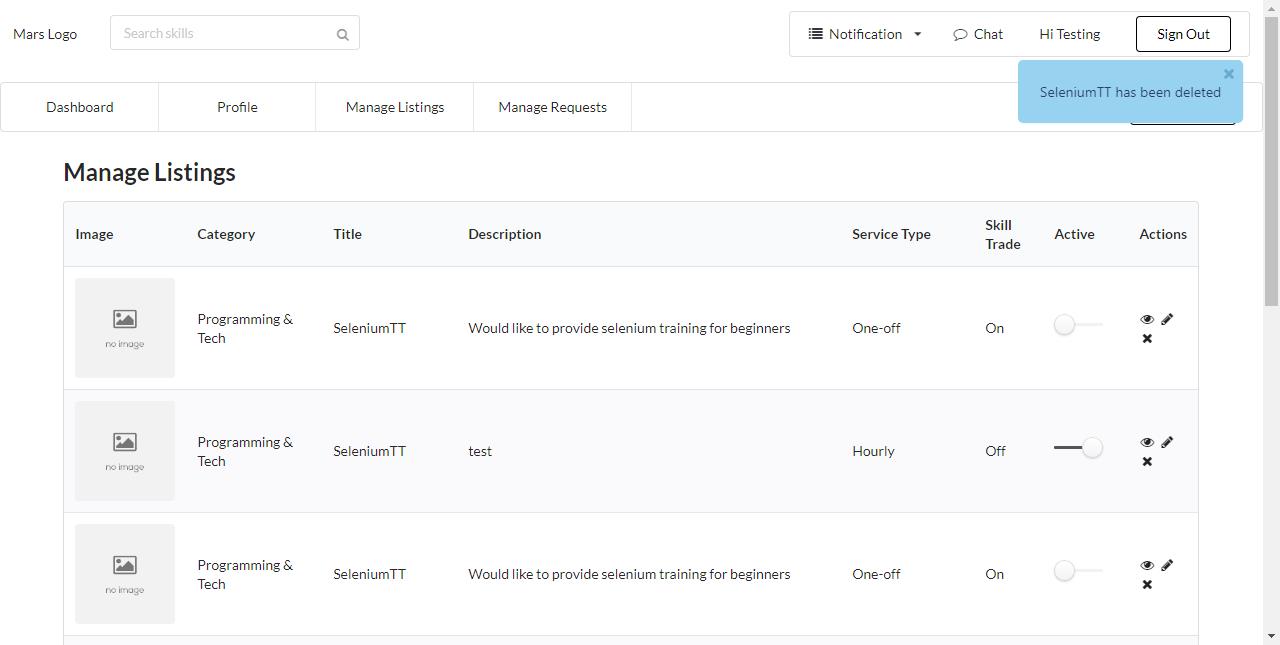 Mars Logo
Search skills
Notification
Chat
Hi Testing
Sign Out
SeleniumTT has been deleted
Dashboard
Profile
Manage Listings
Manage Requests
Manage Listings
Image
Category
Title
Description
Service Type
Skill
Trade
Active
Actions
no image
Programming &
Tech
SeleniumTT
Would like to provide selenium training for beginners
One-off
On
no image
Programming &
Tech
SeleniumTT
test
Hourly
Off
no image
Programming &
Tech
SeleniumTT
Would like to provide selenium training for beginners
One-off
On